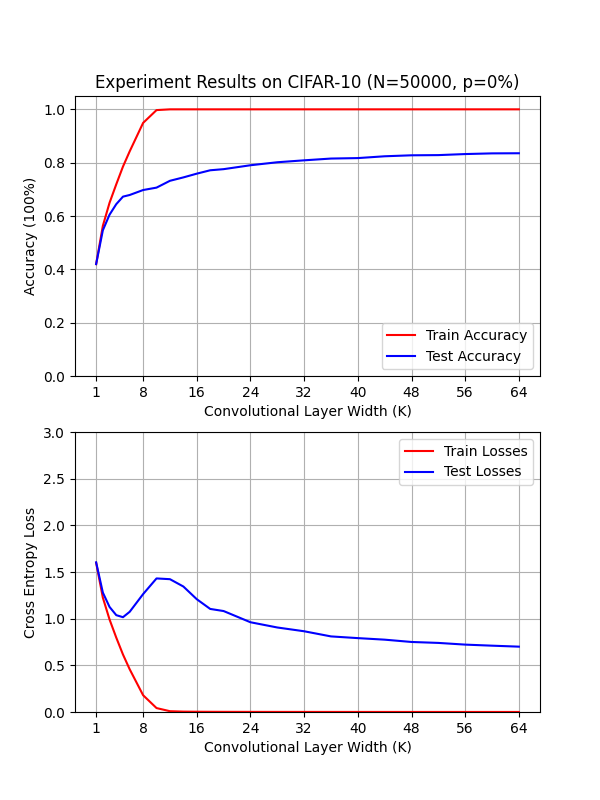 Experiment Results on CIFAR-10 (N=50000, p=0%)
1.0
0.8
0.6
0.4
0.2
0.0
Accuracy (100%)
Train Accuracy
Test Accuracy
1 8 16 24 32 40 48 56 64
Convolutional Layer Width (K)
3.0
2.5
2.0
1.5
1.0
0.5
0.0
Cross Entropy Loss
Train Losses
Test Losses
1 8 16 24 32 40 48 56 64
Convolutional Layer Width (K)